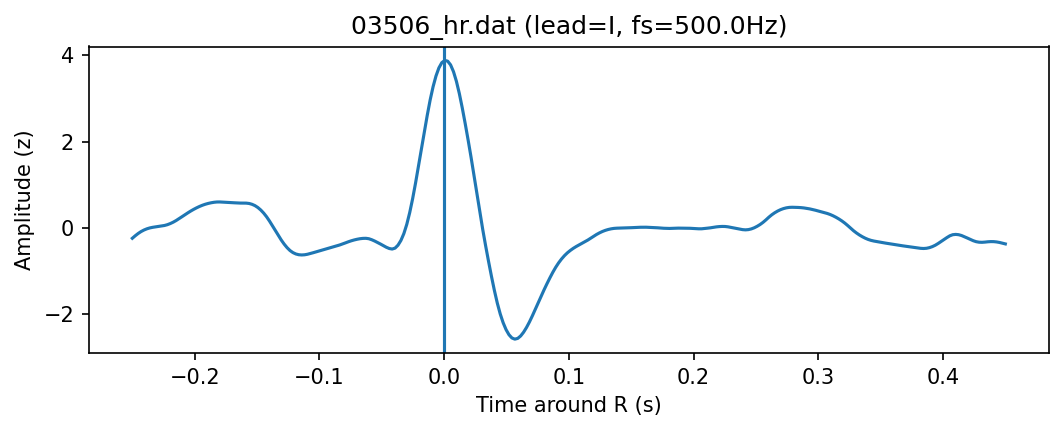 03506_hr.dat (lead=I, fs=500.0Hz)
4
2
0
−2
Amplitude (z)
−0.2 −0.1 0.0 0.1 0.2 0.3 0.4
Time around R (s)